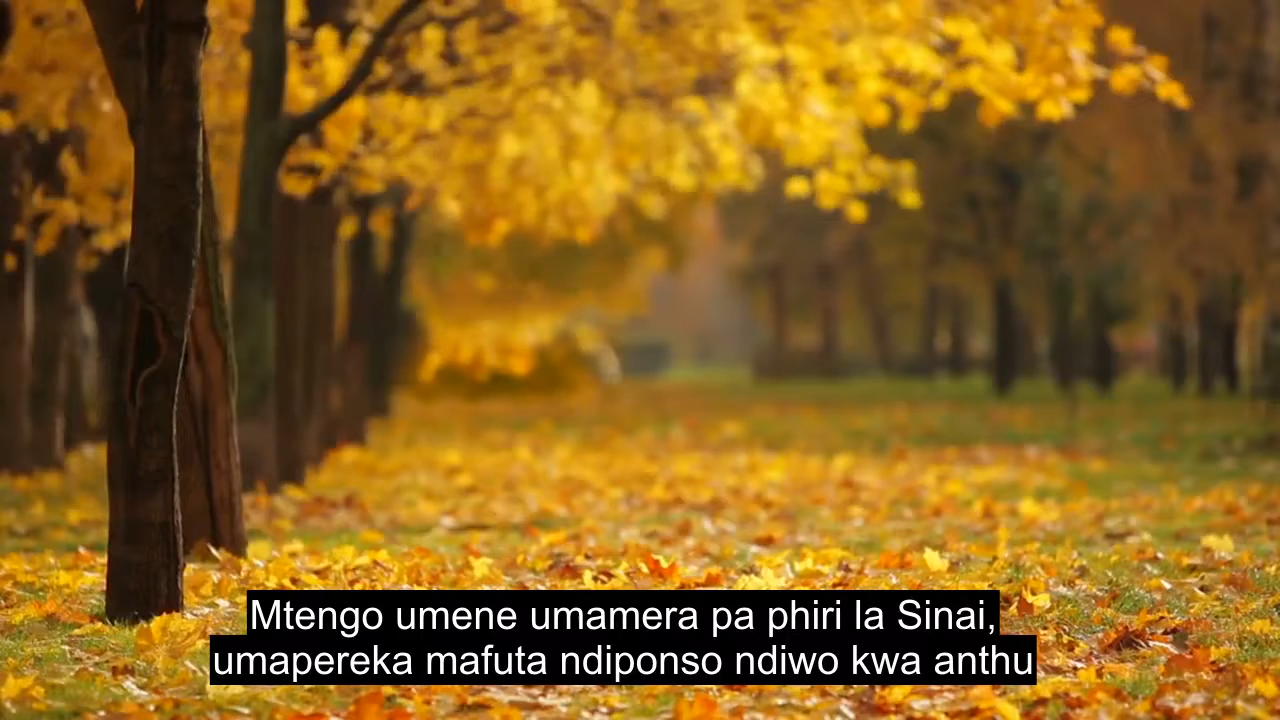 Mtengo umene umamera pa phiri la Sinai,
umapereka mafuta ndiponso ndiwo kwa anthu